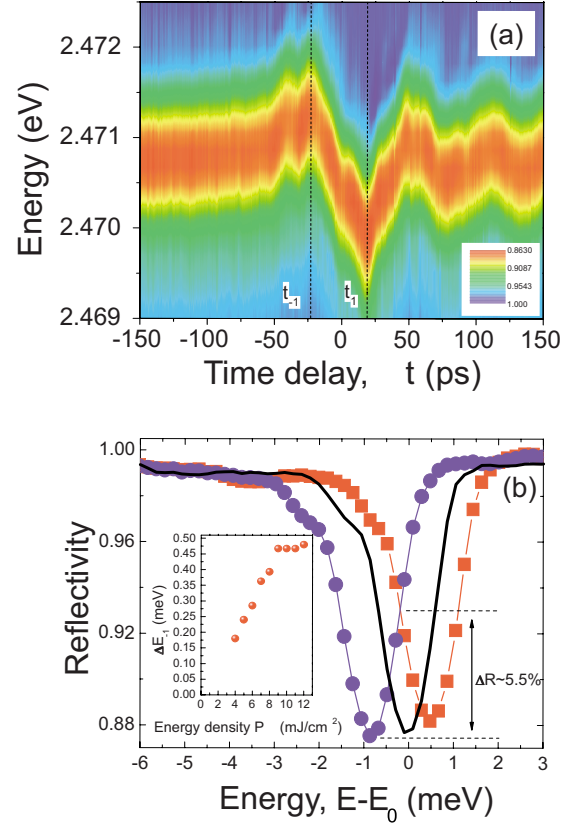 (a)
Energy (eV)
2.472
2.471
2.470
2.469
t-1
t1
0.8630
0.9087
0.9543
1.000
-150 -100 -50 0 50 100 150
Time delay, t (ps)
(b)
Reflectivity
1.00
0.96
0.92
0.88
ΔE-1 (meV)
0.50
0.45
0.40
0.35
0.30
0.25
0.20
0.15
0.10
0.05
0.00
0 2 4 6 8 10 12
Energy density P (mJ/cm2)
ΔR~5.5%
-6 -5 -4 -3 -2 -1 0 1 2 3
Energy, E-E0 (meV)